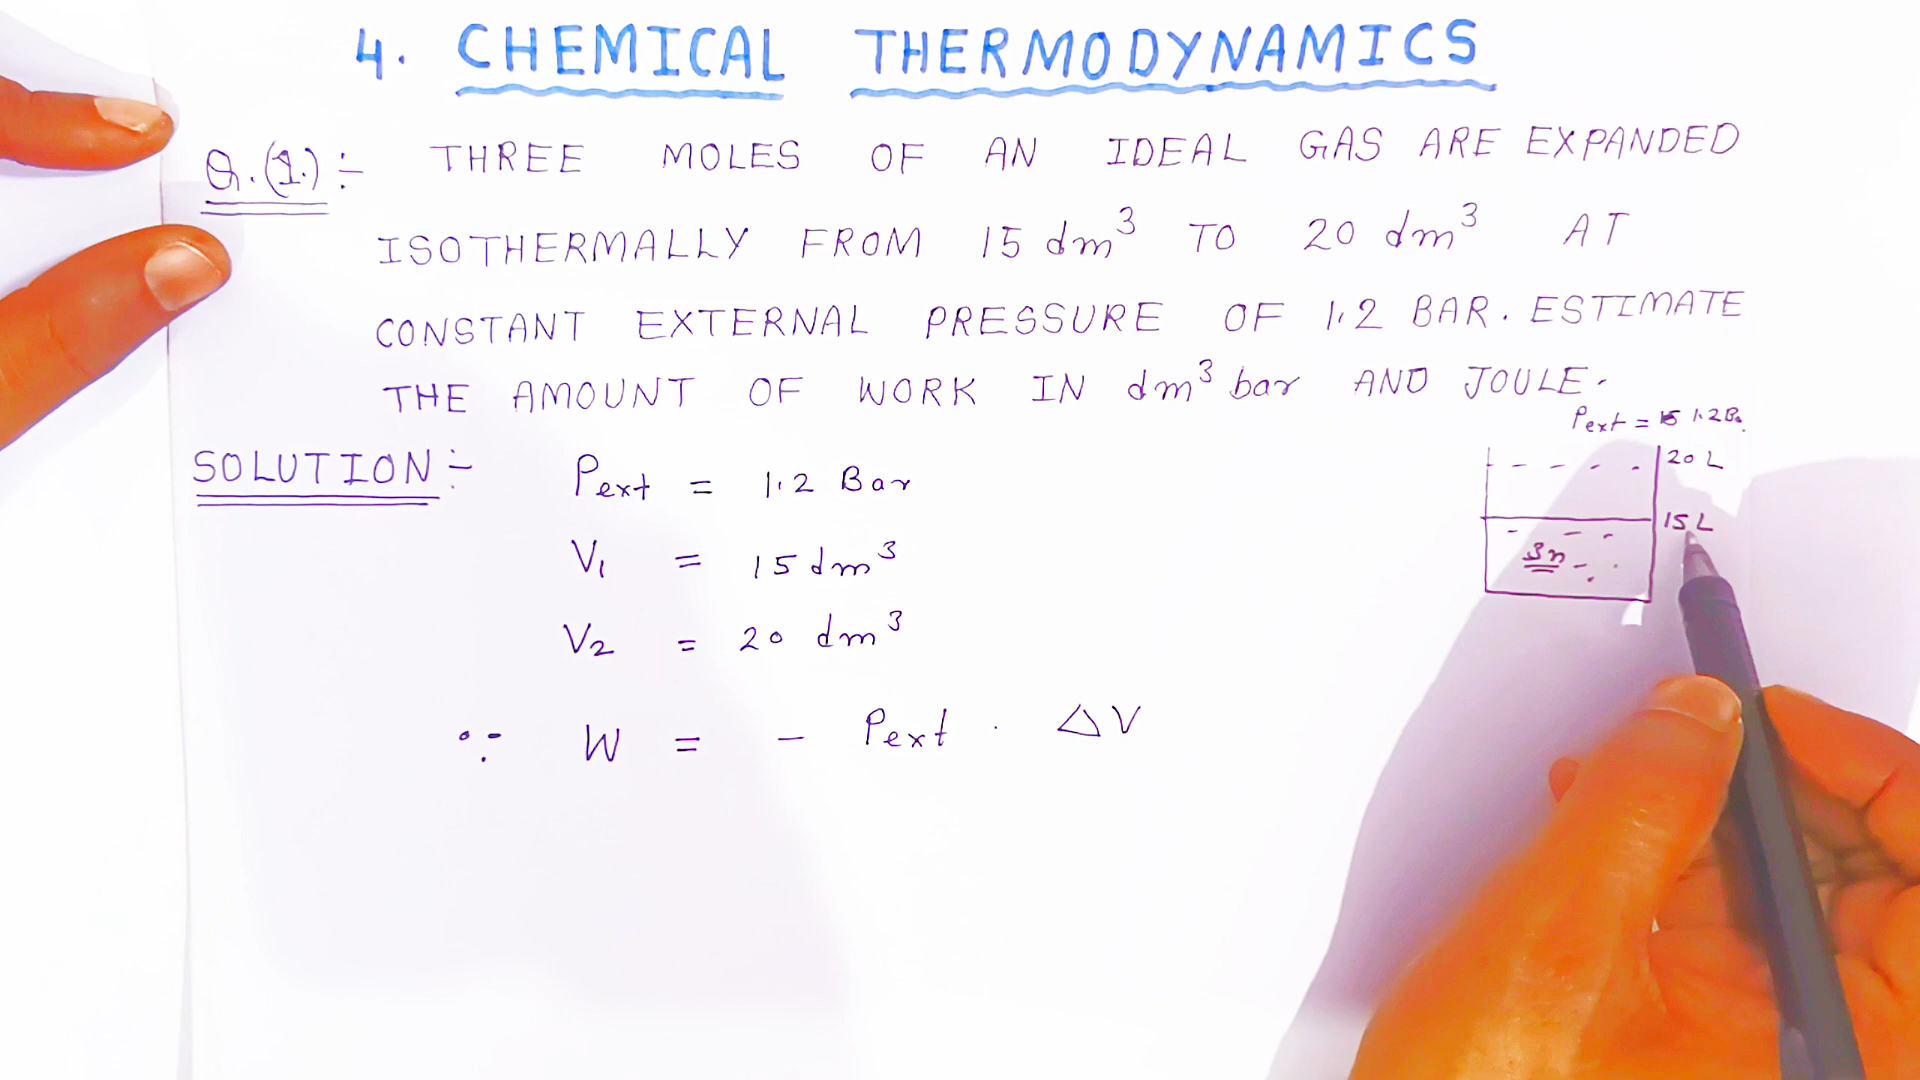 4. CHEMICAL THERMODYNAMICS
Q.(1.) :- THREE MOLES OF AN IDEAL GAS ARE EXPANDED
ISOTHERMALLY FROM 15 dm³ TO 20 dm³ AT
CONSTANT EXTERNAL PRESSURE OF 1.2 BAR. ESTIMATE
THE AMOUNT OF WORK IN dm³ bar AND JOULE.
Pext = 1.2 Ba.
20 L
15 L
3n
SOLUTION :- Pext = 1.2 Bar
V₁ = 15 dm³
V₂ = 20 dm³
∵ W = - Pext . ΔV